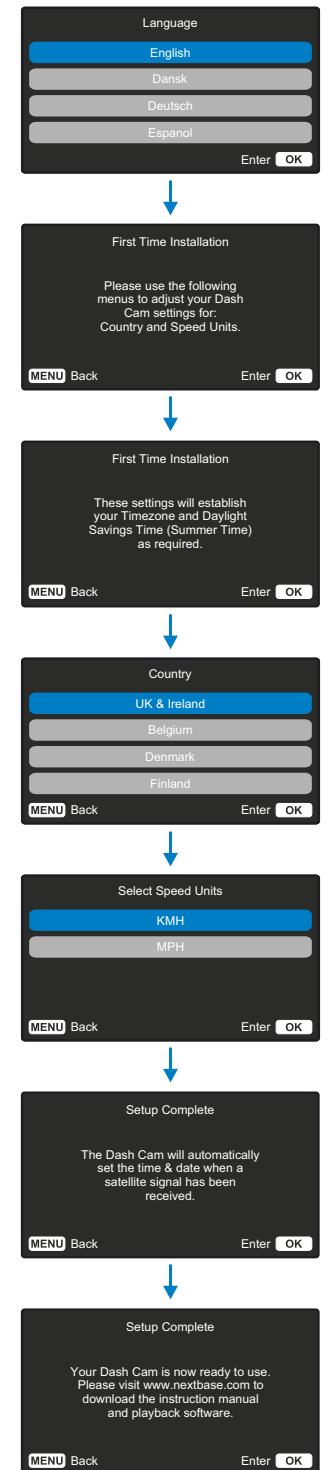 Language
English
Dansk
Deutsch
Espanol
Enter OK
First Time Installation
Please use the following
menus to adjust your Dash
Cam settings for:
Country and Speed Units.
MENU Back Enter OK
First Time Installation
These settings will establish
your Timezone and Daylight
Savings Time (Summer Time)
as required.
MENU Back Enter OK
Country
UK & Ireland
Belgium
Denmark
Finland
MENU Back Enter OK
Select Speed Units
KMH
MPH
MENU Back Enter OK
Setup Complete
The Dash Cam will automatically
set the time & date when a
satellite signal has been
received.
MENU Back Enter OK
Setup Complete
Your Dash Cam is now ready to use.
Please visit www.nextbase.com to
download the instruction manual
and playback software.
MENU Back Enter OK